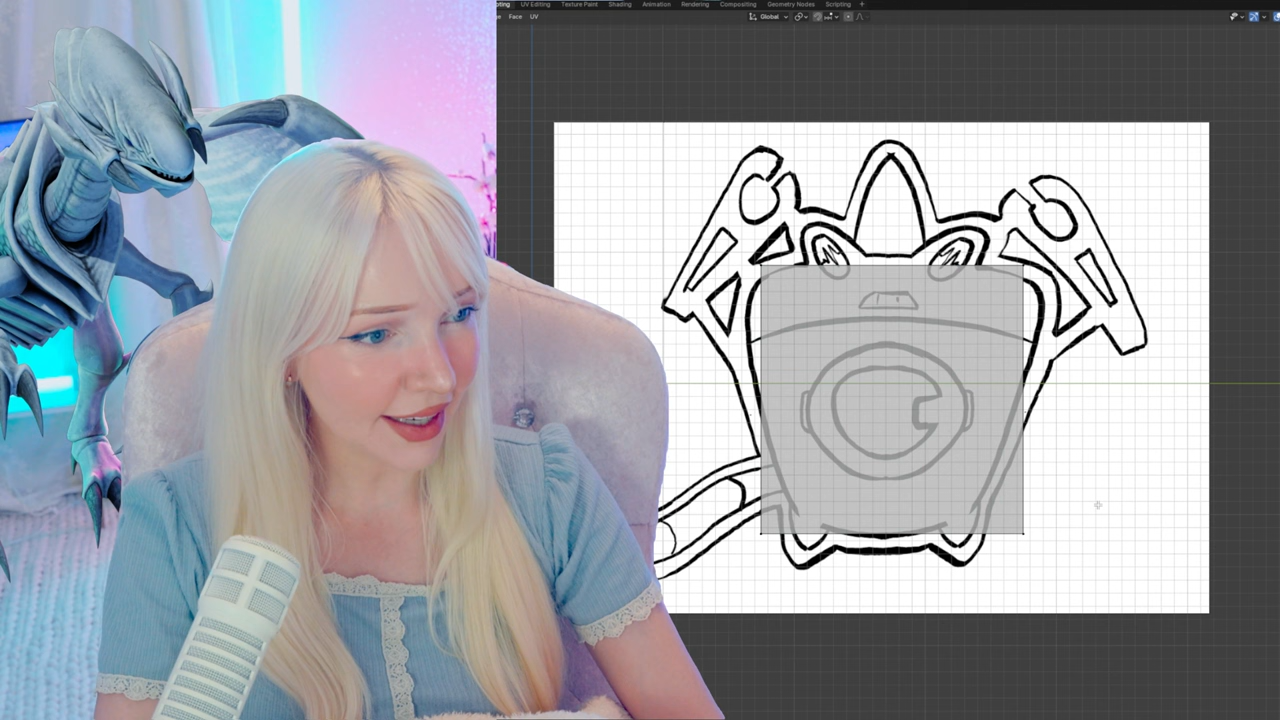 UV Editing Texture Paint Shading Animation Rendering Compositing Geometry Nodes Scripting +
Face UV Global